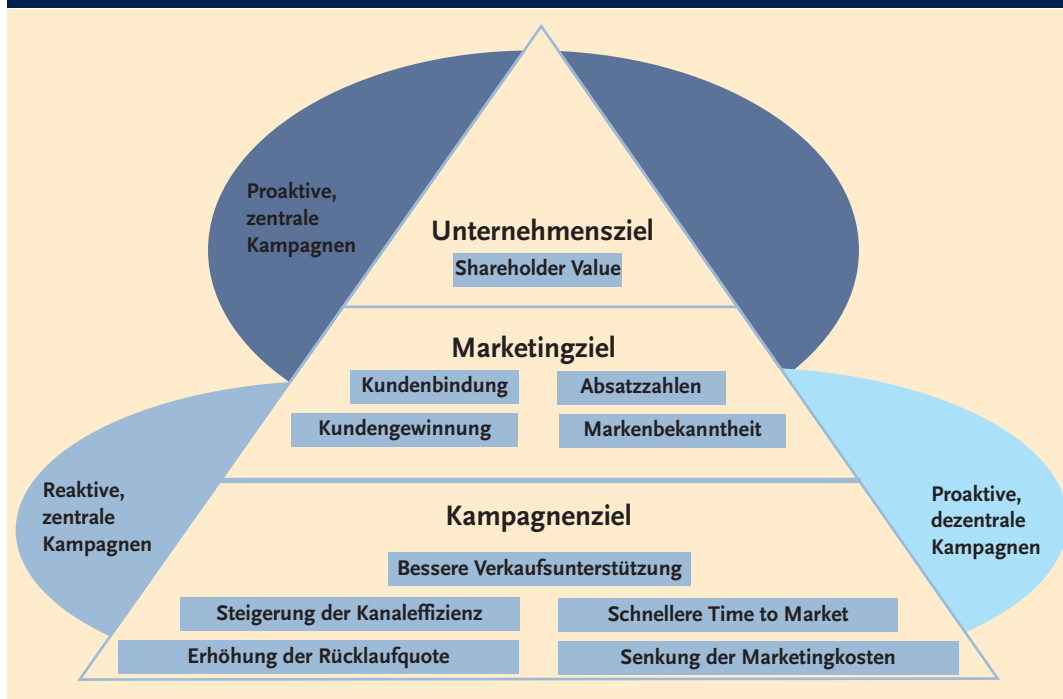 Proaktive,
zentrale
Kampagnen
Unternehmensziel
Shareholder Value
Marketingziel
Kundenbindung
Absatzzahlen
Kundengewinnung
Markenbekanntheit
Reaktive,
zentrale
Kampagnen
Proaktive,
dezentrale
Kampagnen
Kampagnenziel
Bessere Verkaufsunterstützung
Steigerung der Kanaleffizienz
Schnellere Time to Market
Erhöhung der Rücklaufquote
Senkung der Marketingkosten